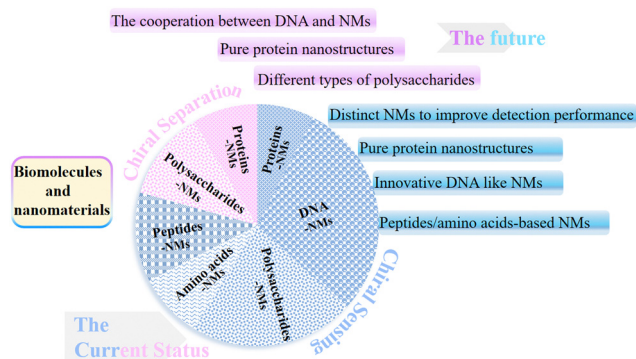 The cooperation between DNA and NMs
Pure protein nanostructures
The future
Different types of polysaccharides
Chiral Separation
Distinct NMs to improve detection performance
Pure protein nanostructures
Innovative DNA like NMs
Peptides/amino acids-based NMs
Biomolecules
and
nanomaterials
Proteins
-NMs
Proteins
-NMs
Polysaccharides
-NMs
DNA
-NMs
Peptides
-NMs
Amino acids
-NMs
Polysaccharides
-NMs
Chiral Sensing
The
Current Status